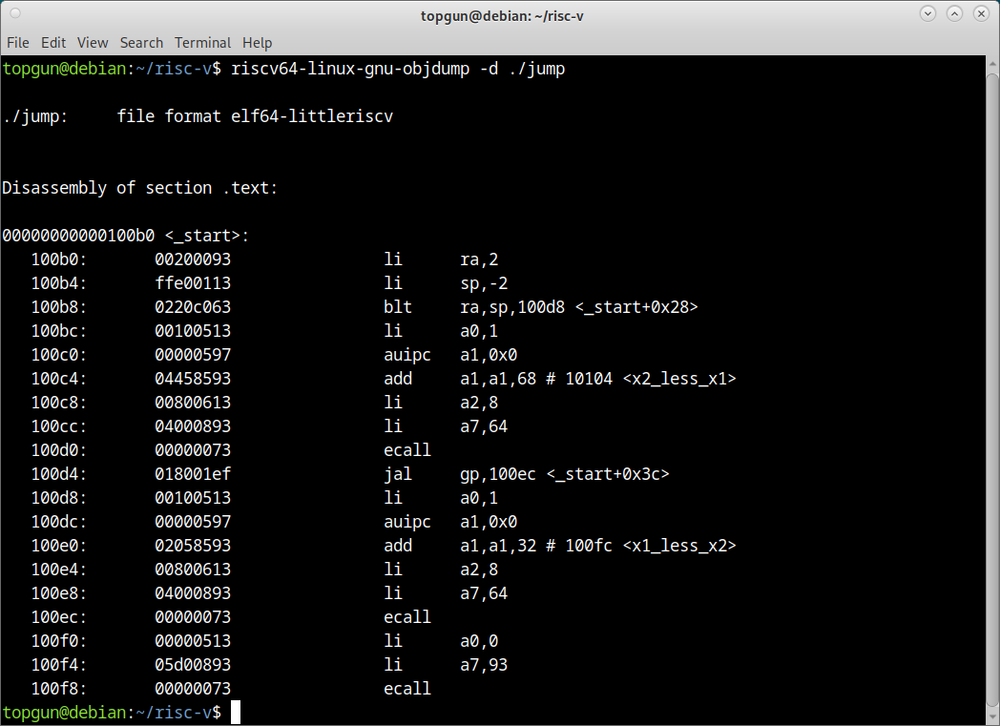 topgun@debian: ~/risc-v
File Edit View Search Terminal Help
topgun@debian:~/risc-v$ riscv64-linux-gnu-objdump -d ./jump
./jump:     file format elf64-littleriscv
Disassembly of section .text:
00000000000100b0 <_start>:
   100b0:       00200093                li      ra,2
   100b4:       ffe00113                li      sp,-2
   100b8:       0220c063                blt     ra,sp,100d8 <_start+0x28>
   100bc:       00100513                li      a0,1
   100c0:       00000597                auipc   a1,0x0
   100c4:       04458593                add     a1,a1,68 # 10104 <x2_less_x1>
   100c8:       00800613                li      a2,8
   100cc:       04000893                li      a7,64
   100d0:       00000073                ecall
   100d4:       018001ef                jal     gp,100ec <_start+0x3c>
   100d8:       00100513                li      a0,1
   100dc:       00000597                auipc   a1,0x0
   100e0:       02058593                add     a1,a1,32 # 100fc <x1_less_x2>
   100e4:       00800613                li      a2,8
   100e8:       04000893                li      a7,64
   100ec:       00000073                ecall
   100f0:       00000513                li      a0,0
   100f4:       05d00893                li      a7,93
   100f8:       00000073                ecall
topgun@debian:~/risc-v$